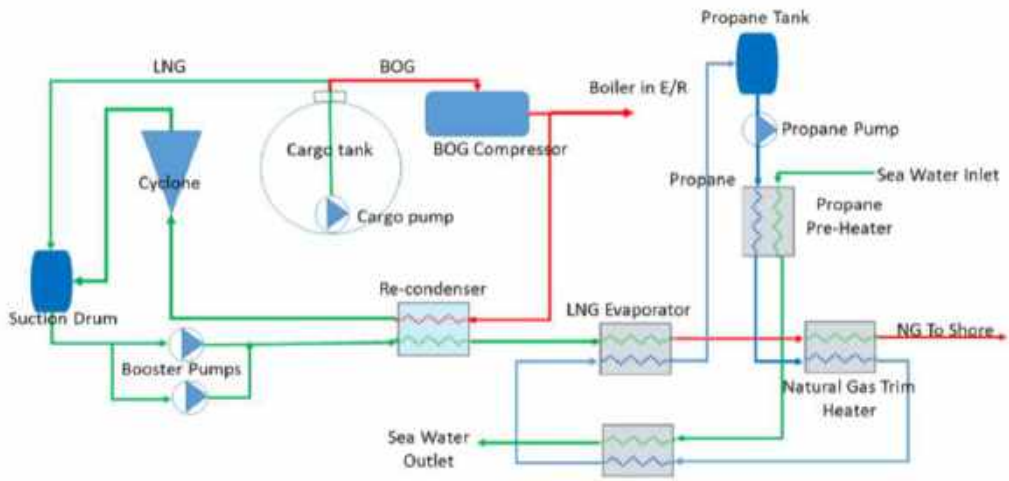 Propane Tank
LNG
BOG
Boiler in E/R
Cargo tank
BOG Compressor
Propane Pump
Cyclone
Propane
Sea Water Inlet
Cargo pump
Propane
Pre-Heater
Re-condenser
LNG Evaporator
Suction Drum
NG To Shore
Booster Pumps
Natural Gas Trim
Heater
Sea Water
Outlet